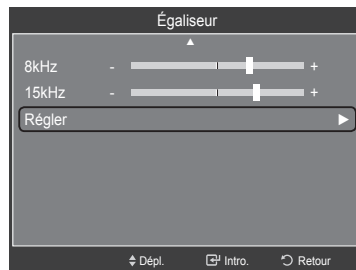 Égaliseur
8kHz - +
15kHz - +
Régler
Dépl. Intro. Retour